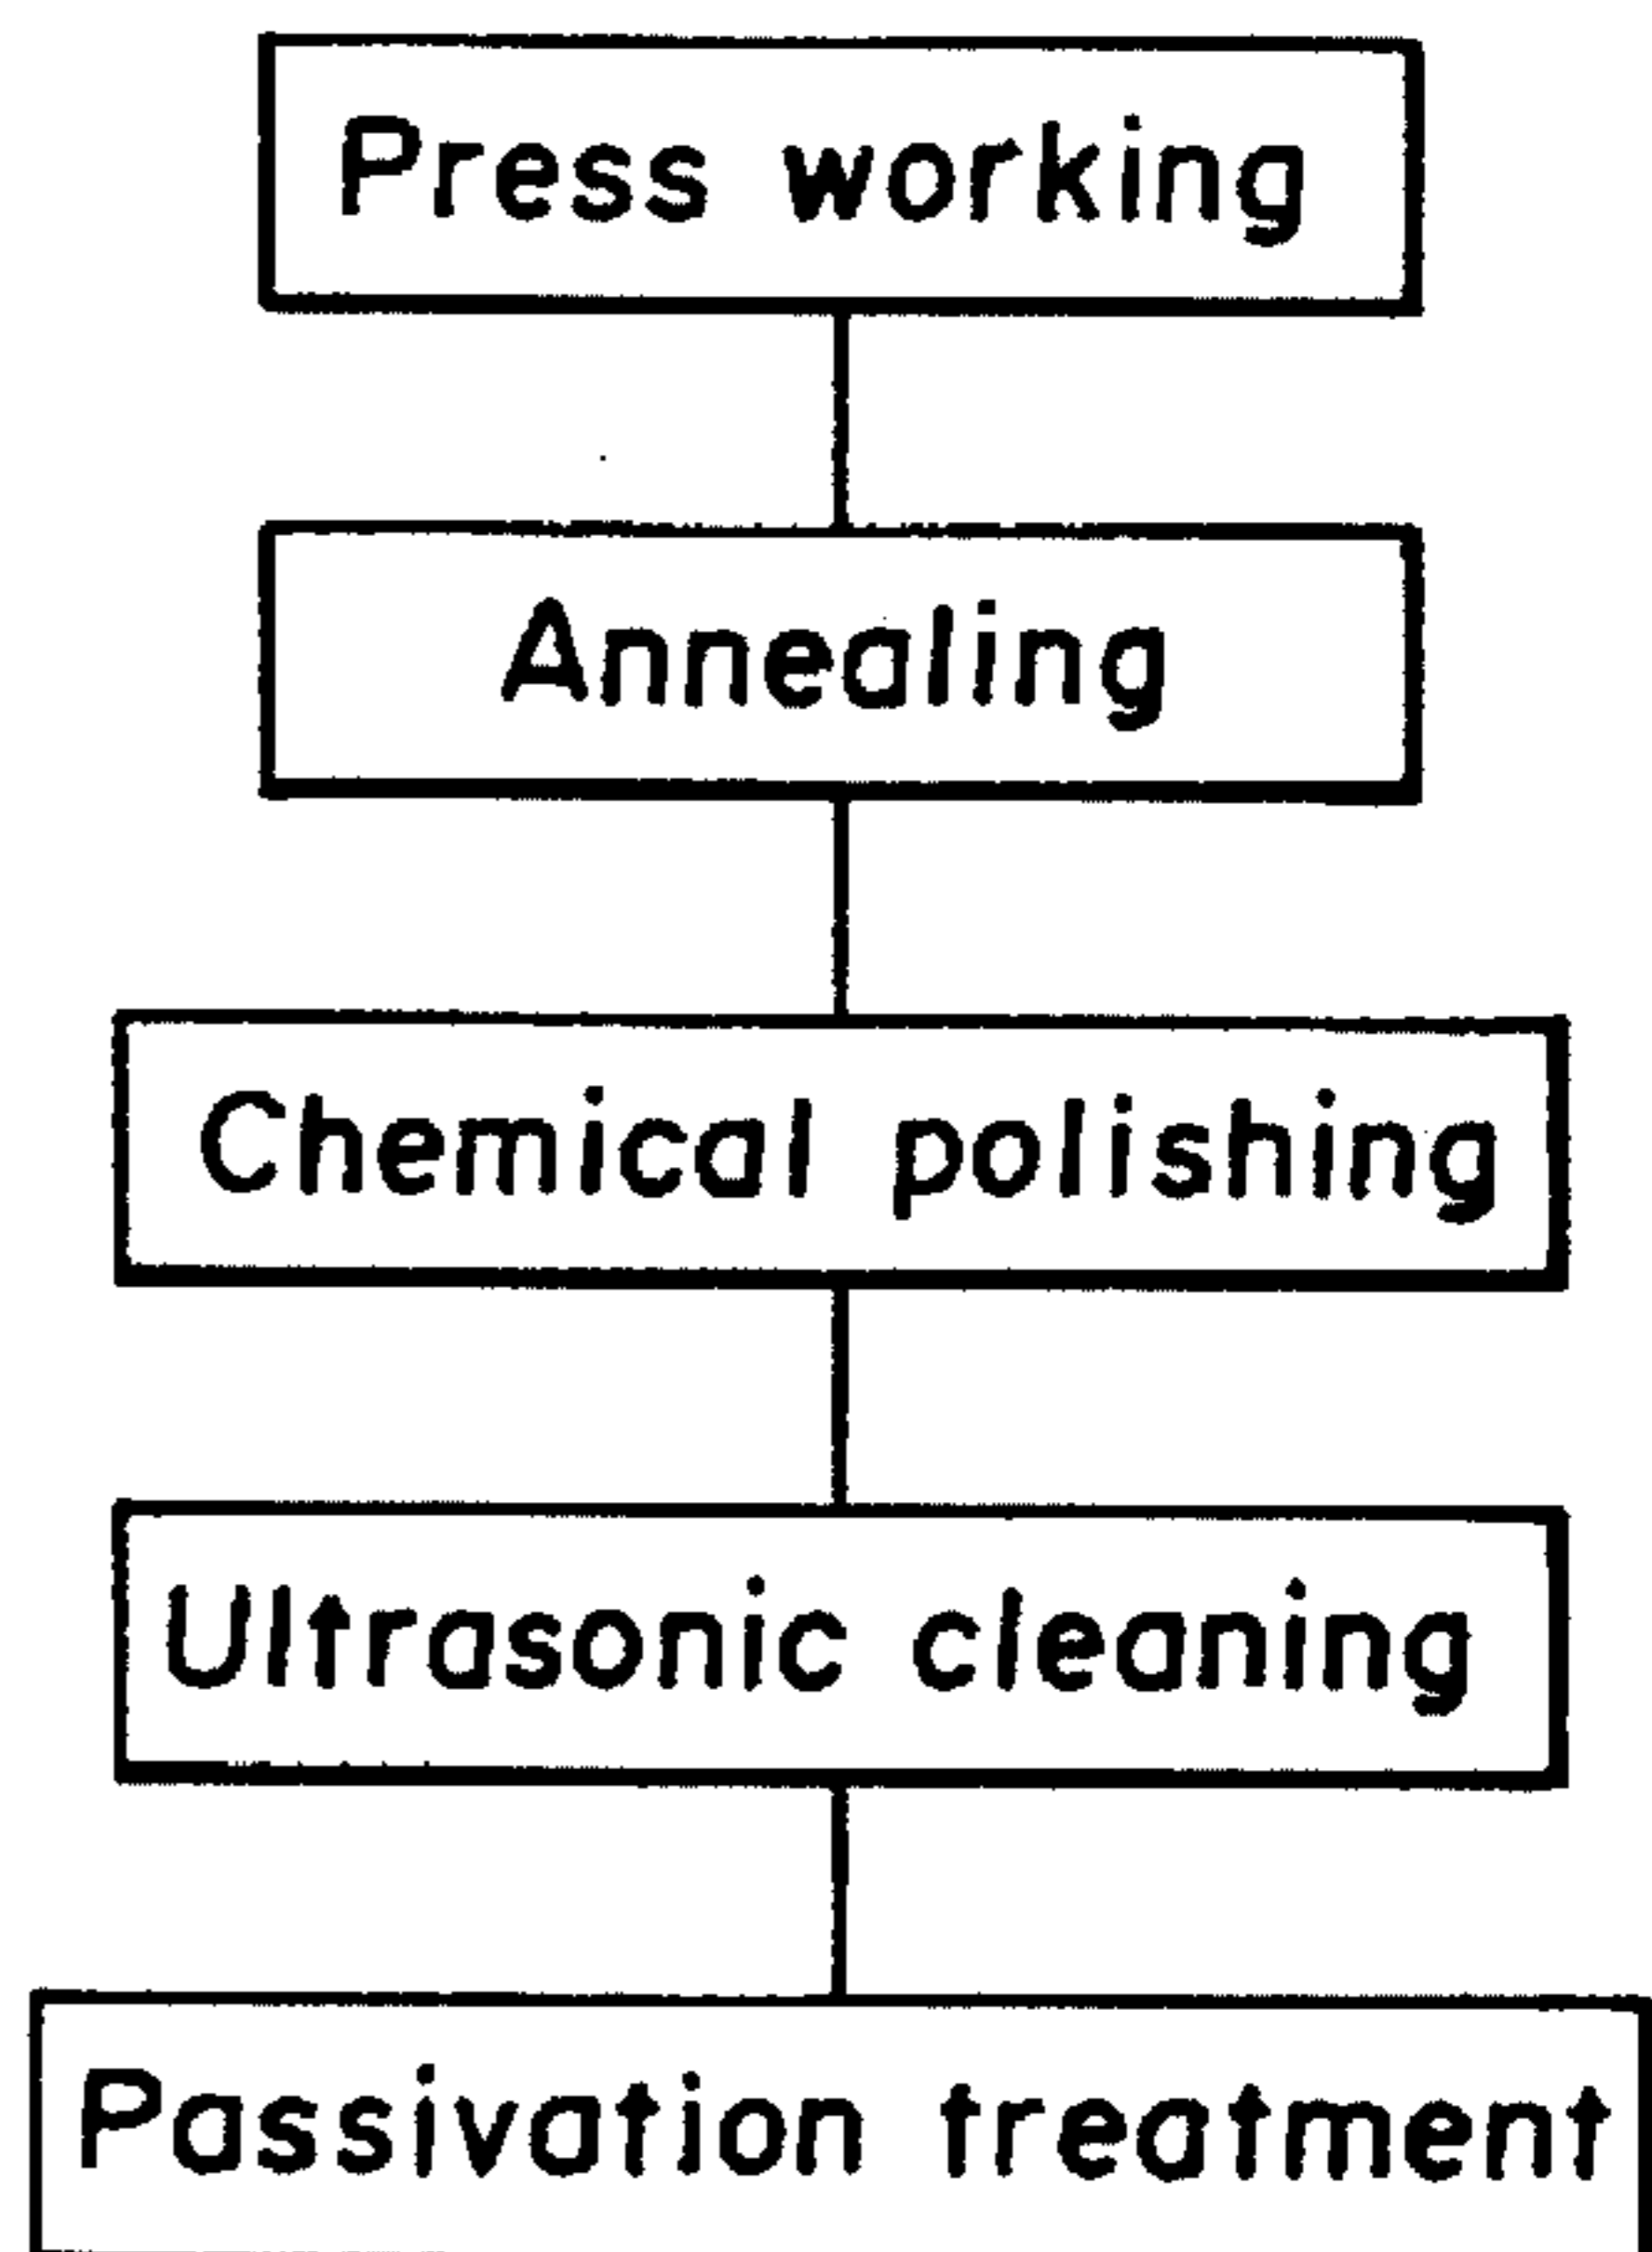 Press working
Annealing
Chemical polishing
Ultrasonic cleaning
Passivation treatment